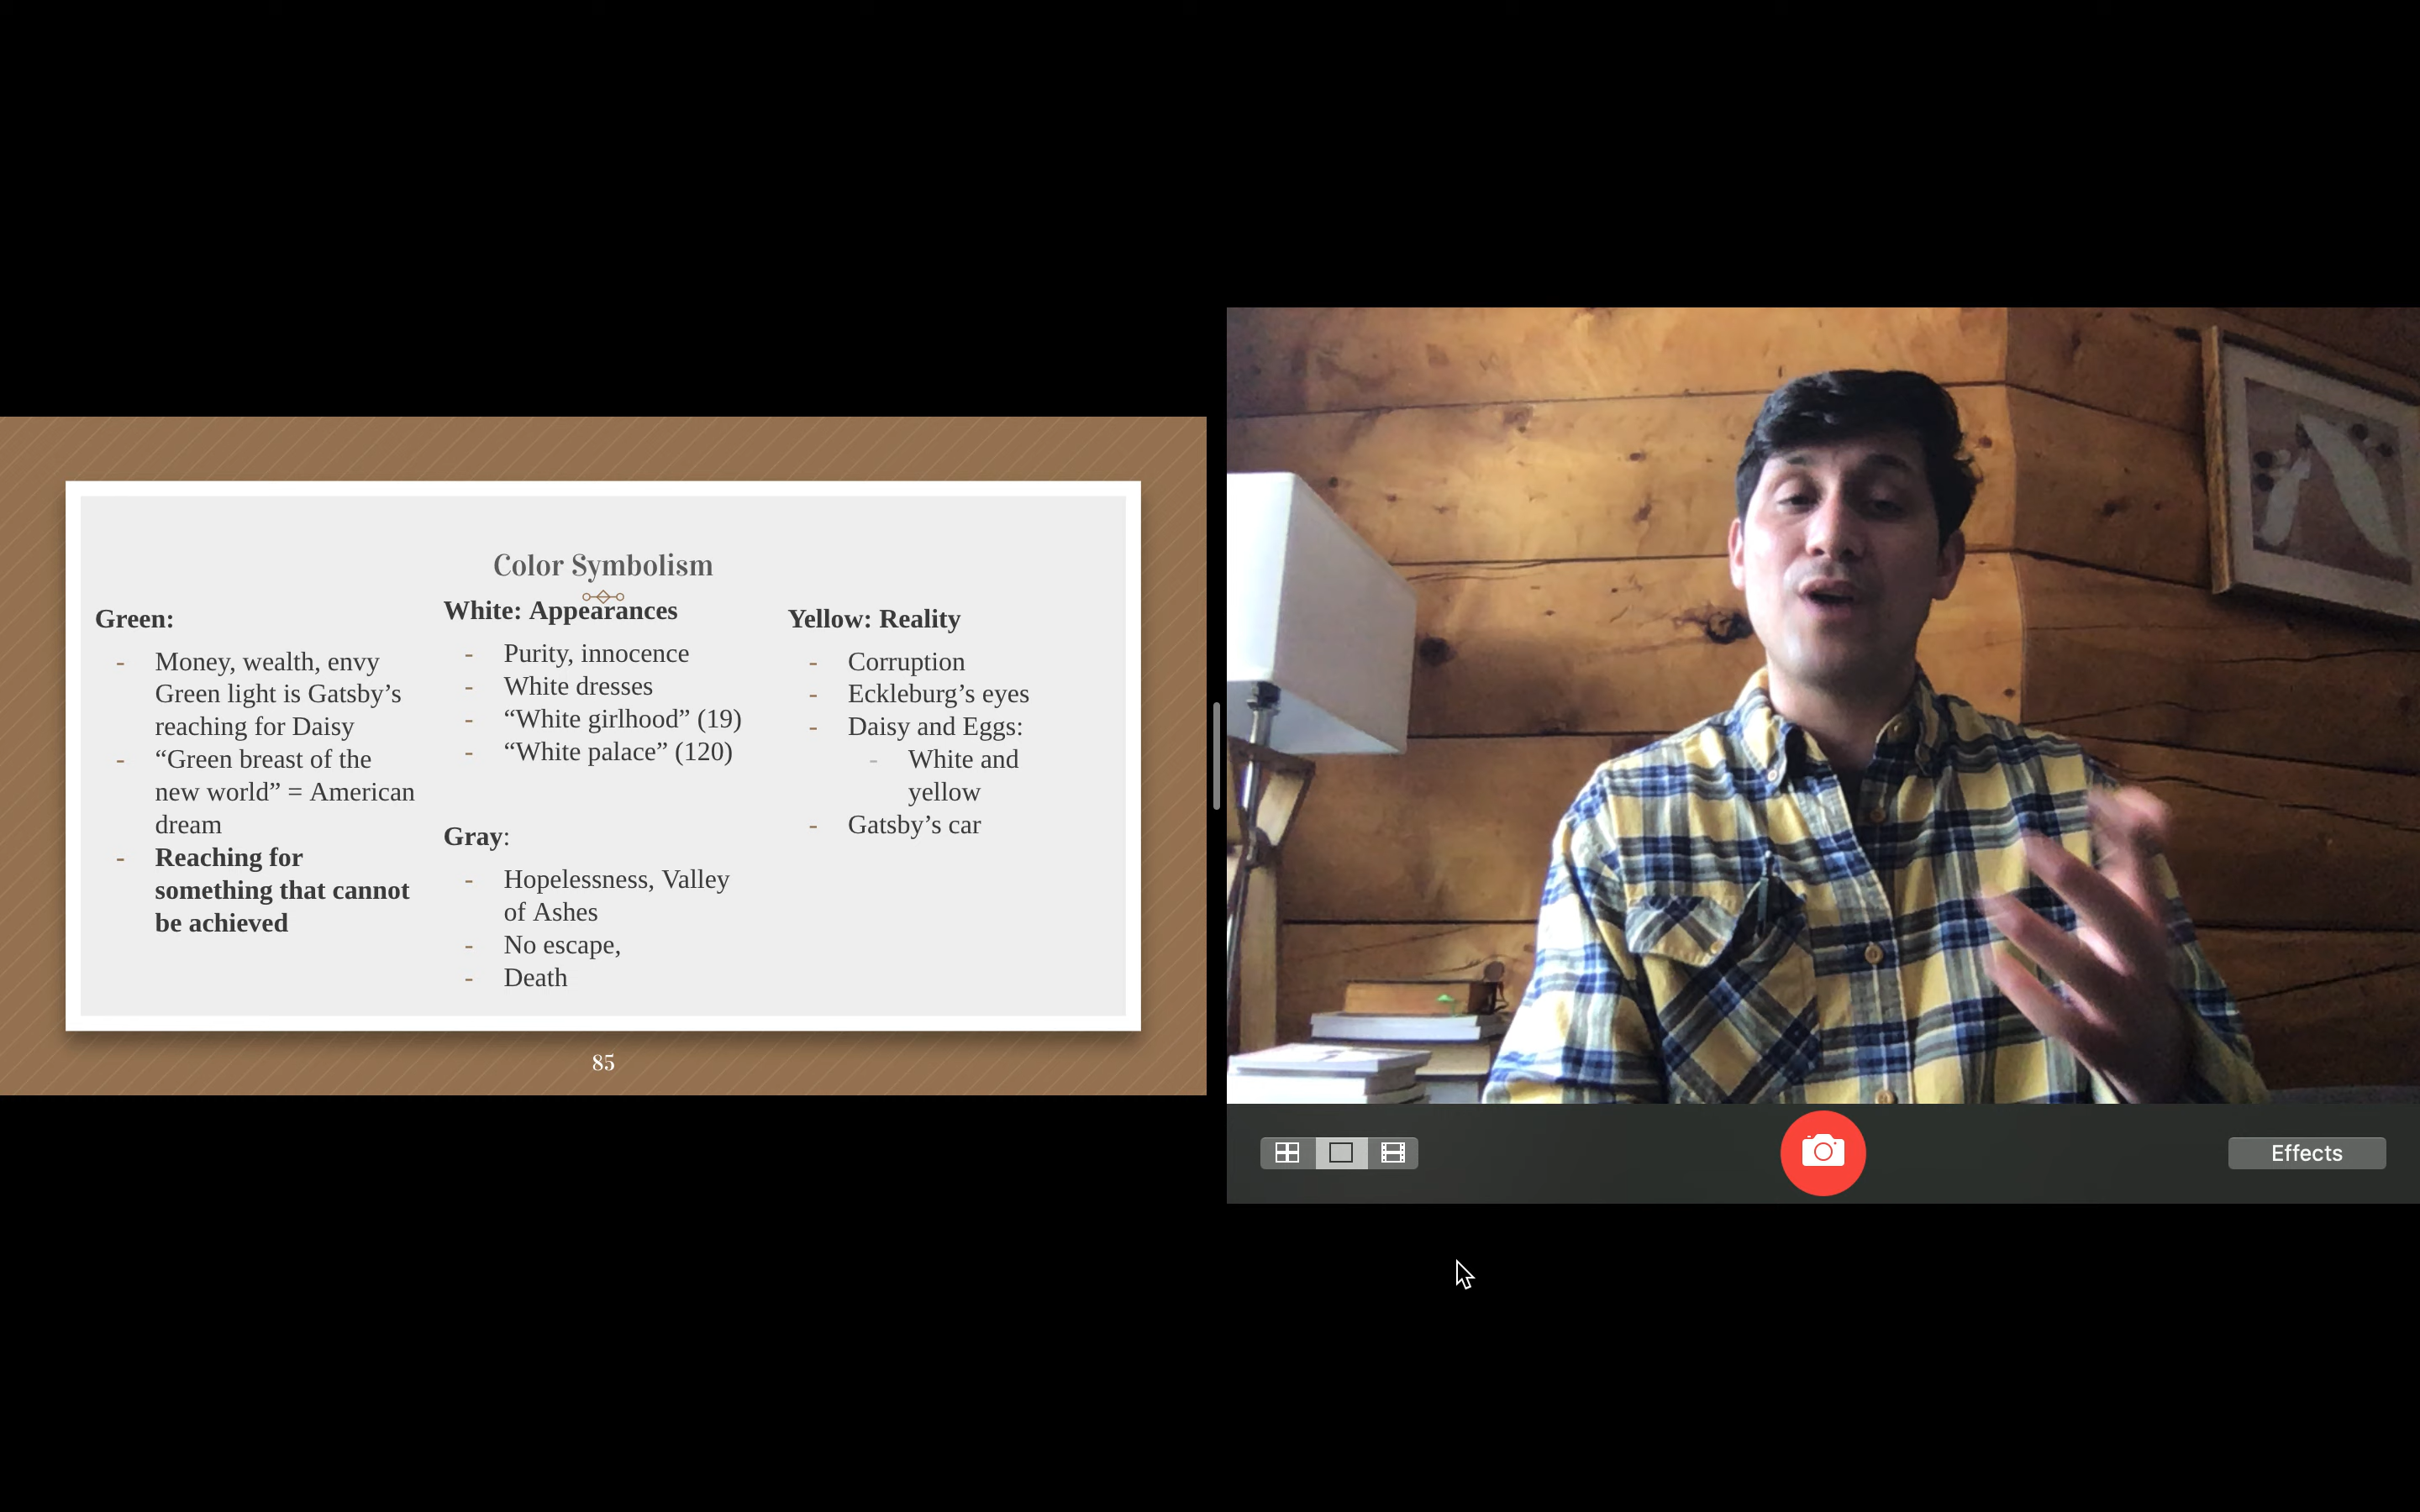 Color Symbolism
Green:
- Money, wealth, envy
Green light is Gatsby’s
reaching for Daisy
- “Green breast of the
new world” = American
dream
- Reaching for
something that cannot
be achieved
White: Appearances
- Purity, innocence
- White dresses
- “White girlhood” (19)
- “White palace” (120)
Gray:
- Hopelessness, Valley
of Ashes
- No escape,
- Death
Yellow: Reality
- Corruption
- Eckleburg’s eyes
- Daisy and Eggs:
- White and
yellow
- Gatsby’s car
85
Effects